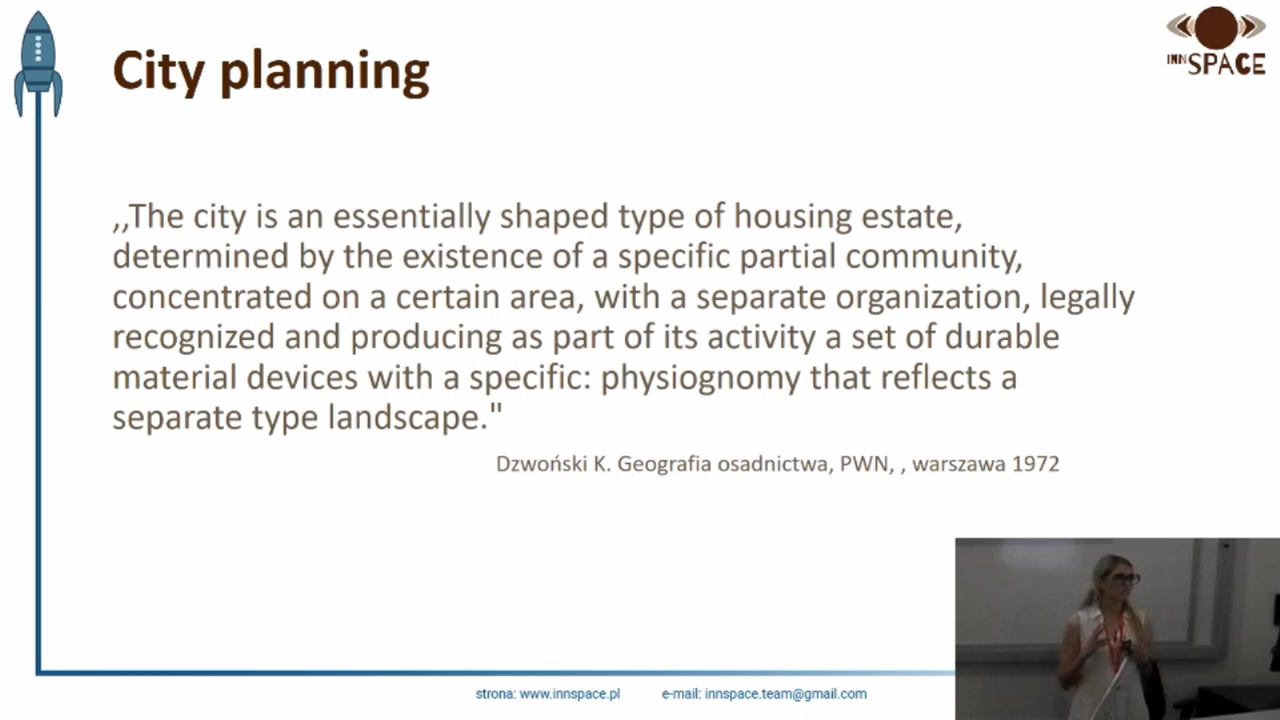 City planning
INNSPACE
,,The city is an essentially shaped type of housing estate,
determined by the existence of a specific partial community,
concentrated on a certain area, with a separate organization, legally
recognized and producing as part of its activity a set of durable
material devices with a specific: physiognomy that reflects a
separate type landscape."
Dzwoński K. Geografia osadnictwa, PWN, , warszawa 1972
strona: www.innspace.pl e-mail: innspace.team@gmail.com